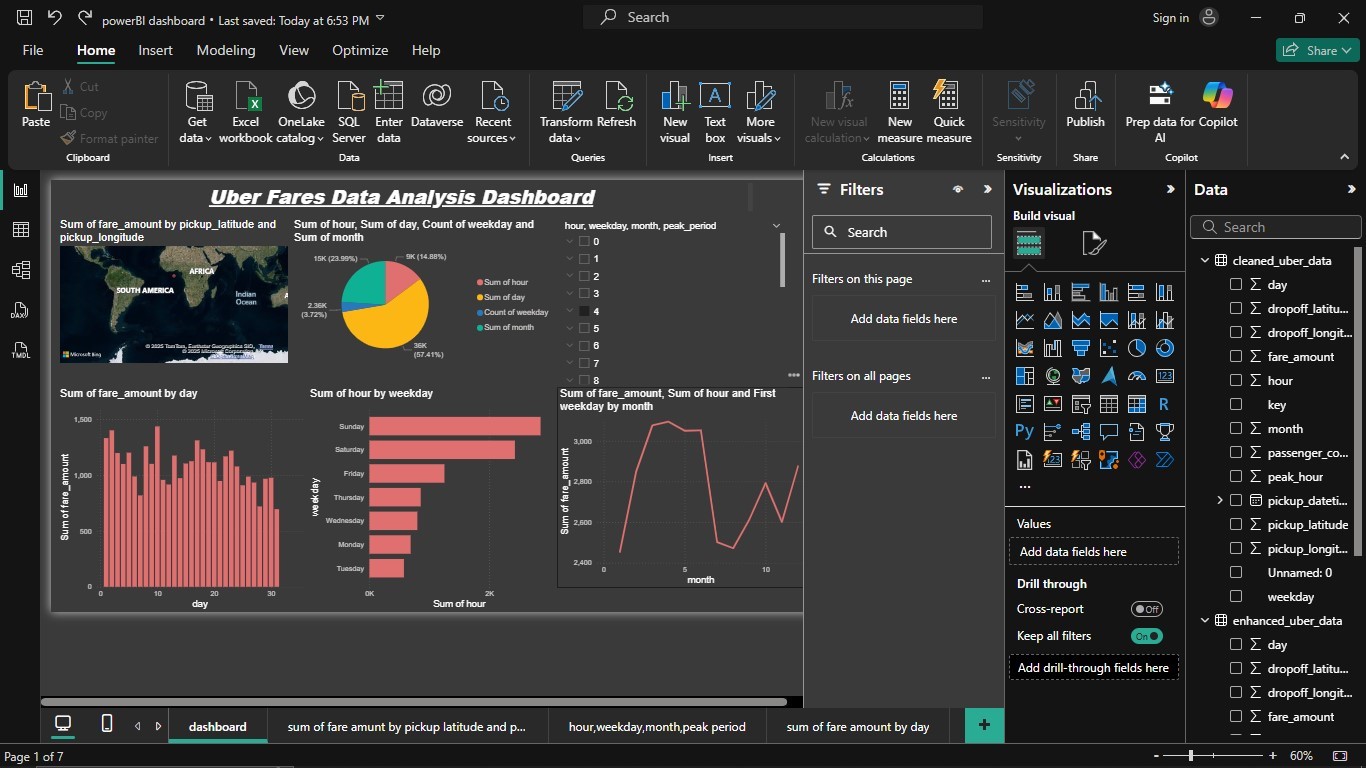 powerBI dashboard • Last saved: Today at 6:53 PM
Search
Sign in
File
Home
Insert
Modeling
View
Optimize
Help
Share
Paste
Cut
Copy
Format painter
Clipboard
Get data
Excel workbook
OneLake catalog
SQL Server
Enter data
Dataverse
Recent sources
Data
Transform data
Refresh
Queries
New visual
Text box
More visuals
Insert
New visual calculation
New measure
Quick measure
Calculations
Sensitivity
Sensitivity
Publish
Share
Prep data for AI
Copilot
Copilot
Uber Fares Data Analysis Dashboard
Sum of fare_amount by pickup_latitude and
pickup_longitude
AFRICA
SOUTH AMERICA
Indian
Ocean
Microsoft Bing
Sum of hour, Sum of day, Count of weekday and
Sum of month
15K (23.99%)
9K (14.88%)
2.36K
(3.72%)
36K
(57.41%)
Sum of hour
Sum of day
Count of weekday
Sum of month
hour, weekday, month, peak_period
0
1
2
3
4
5
6
7
8
Sum of fare_amount by day
1,500
1,000
500
0
Sum of fare_amount
0
10
20
30
day
Sum of hour by weekday
weekday
Sunday
Saturday
Friday
Thursday
Wednesday
Monday
Tuesday
0K
2K
Sum of hour
Sum of fare_amount, Sum of hour and First
weekday by month
Sum of fare_amount
3,000
2,800
2,600
2,400
0
5
10
month
Filters
Search
Filters on this page
...
Add data fields here
Filters on all pages
...
Add data fields here
Visualizations
Build visual
123
R
Py
123
...
Values
Add data fields here
Drill through
Cross-report
Off
Keep all filters
On
Add drill-through fields here
Data
Search
cleaned_uber_data
day
dropoff_latitu...
dropoff_longit...
fare_amount
hour
key
month
passenger_co...
peak_hour
pickup_dateti...
pickup_latitude
pickup_longit...
Unnamed: 0
weekday
enhanced_uber_data
day
dropoff_latitu...
dropoff_longit...
fare_amount
DAX
TMDL
dashboard
sum of fare amunt by pickup latitude and p...
hour,weekday,month,peak period
sum of fare amount by day
+
Page 1 of 7
-
+
60%